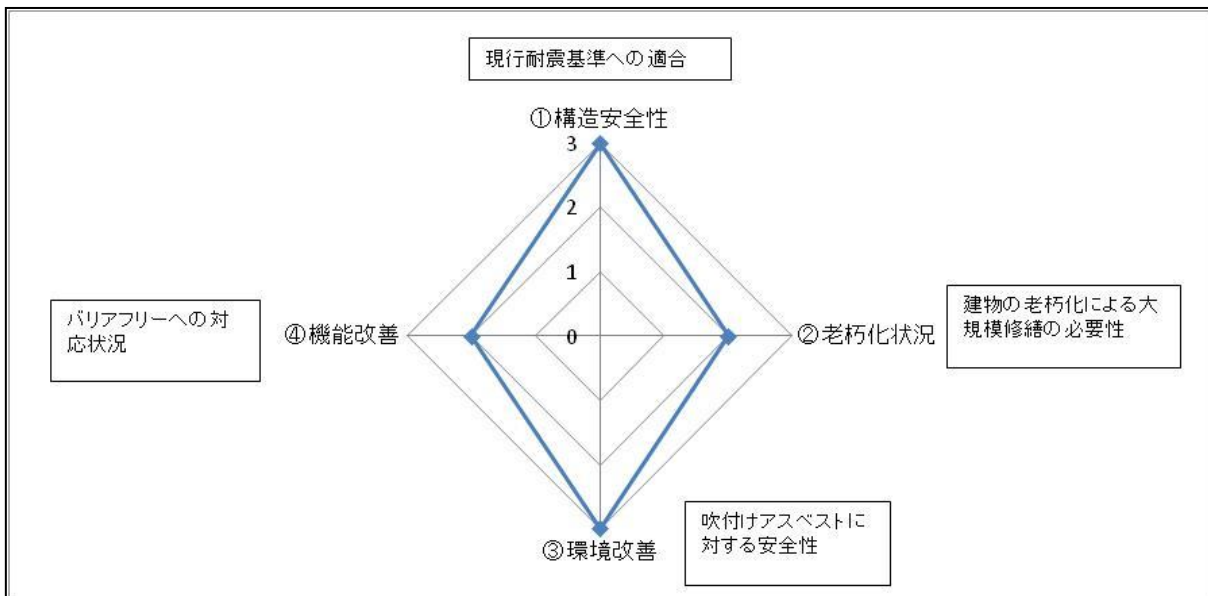 現行耐震基準への適合
①構造安全性
3
2
1
0
バリアフリーへの対
応状況
④機能改善
②老朽化状況
建物の老朽化による大
規模修繕の必要性
③環境改善
吹付けアスベストに
対する安全性